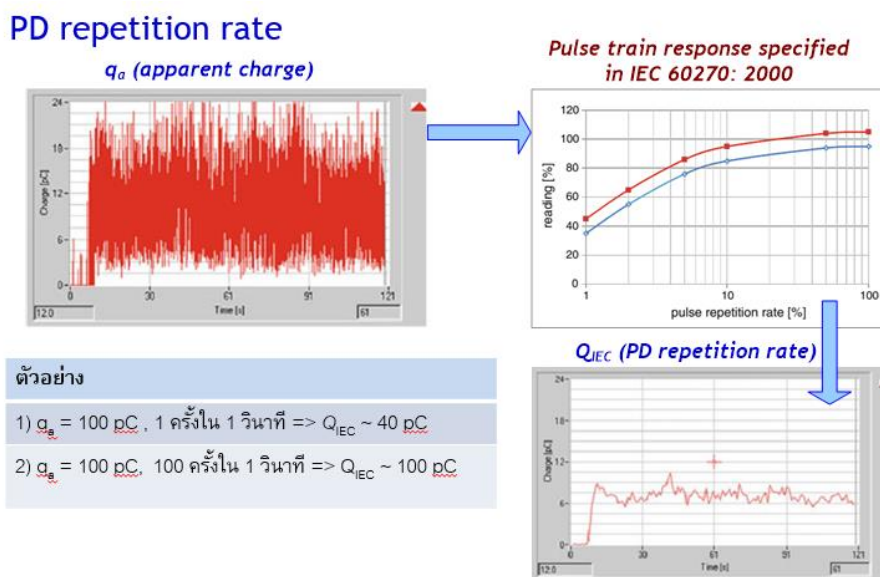 PD repetition rate
qa (apparent charge)
24
18
12
6
0
Charge [pC]
0 30 61 91 121
Time [s]
12.0
61
Pulse train response specified
in IEC 60270: 2000
120
100
80
60
40
20
0
reading [%]
1 10 100
pulse repetition rate [%]
QIEC (PD repetition rate)
24
18
12
6
0
Charge [pC]
0 30 61 91 121
Time [s]
12.0
61
ตัวอย่าง
1) qa = 100 pC , 1 ครั้งใน 1 วินาที => QIEC ~ 40 pC
2) qa = 100 pC, 100 ครั้งใน 1 วินาที => QIEC ~ 100 pC